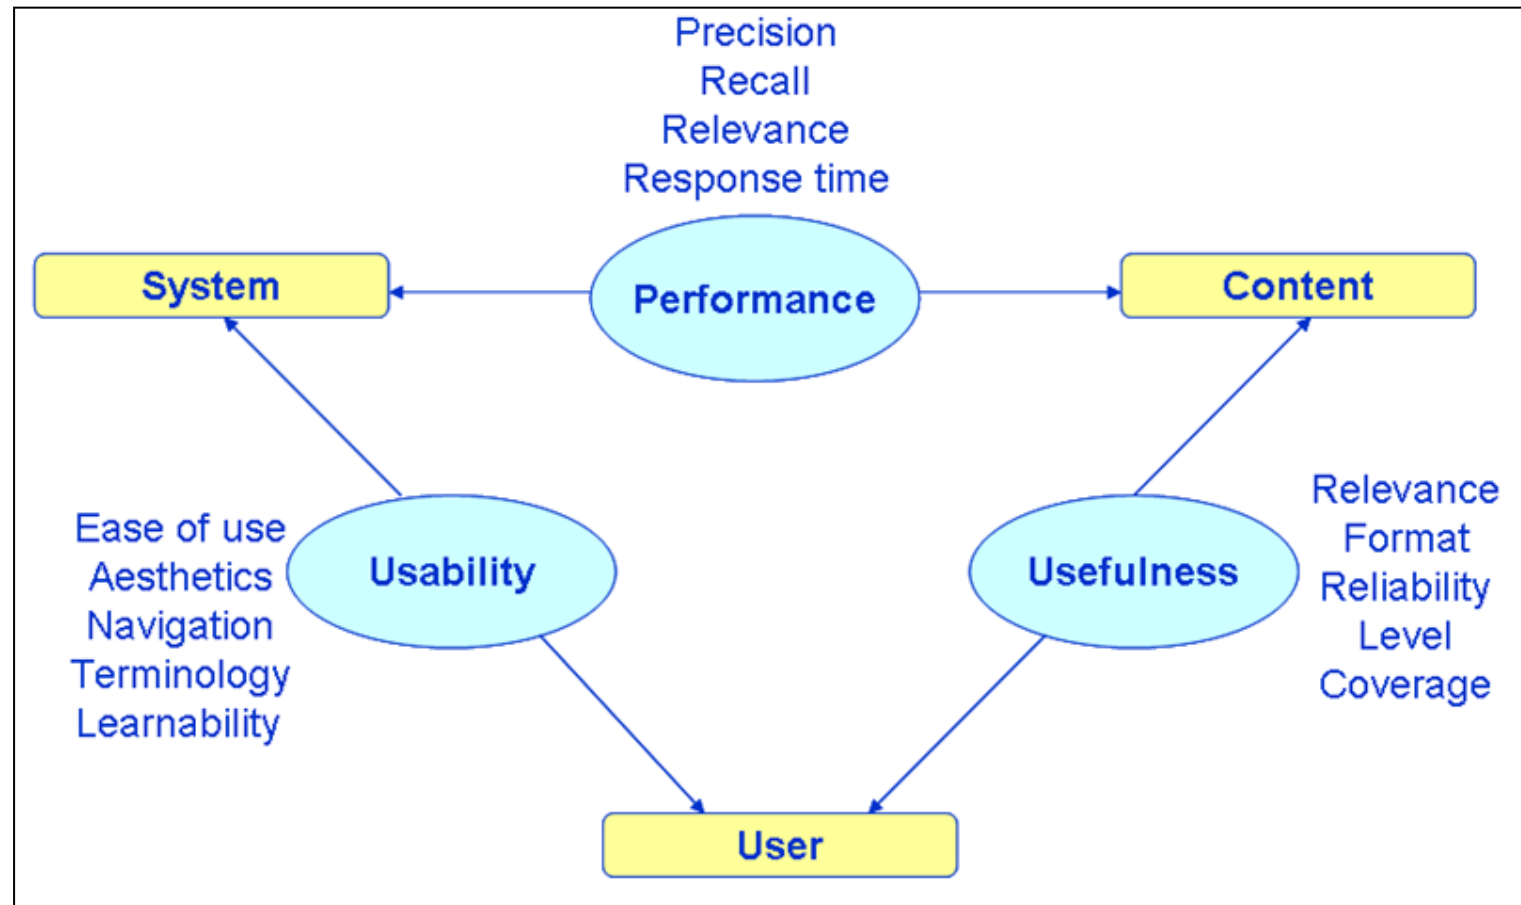 Precision
Recall
Relevance
Response time
System
Performance
Content
Ease of use
Aesthetics
Navigation
Terminology
Learnability
Usability
Usefulness
Relevance
Format
Reliability
Level
Coverage
User